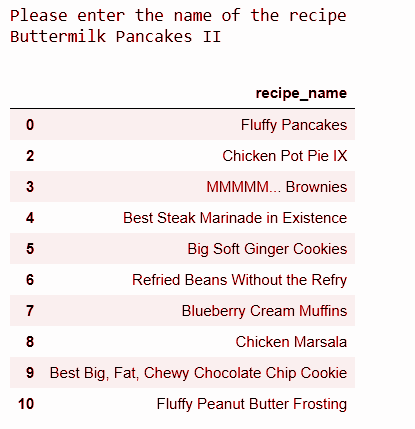 Please enter the name of the recipe
Buttermilk Pancakes II
recipe_name
0 Fluffy Pancakes
2 Chicken Pot Pie IX
3 MMMMM... Brownies
4 Best Steak Marinade in Existence
5 Big Soft Ginger Cookies
6 Refried Beans Without the Refry
7 Blueberry Cream Muffins
8 Chicken Marsala
9 Best Big, Fat, Chewy Chocolate Chip Cookie
10 Fluffy Peanut Butter Frosting